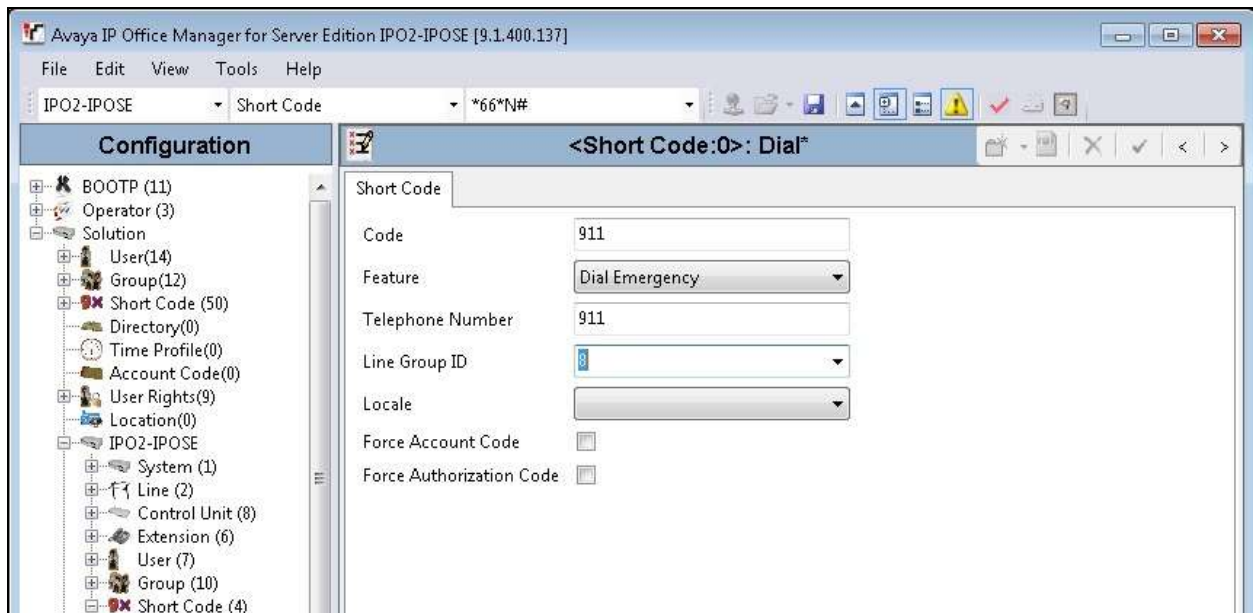 Avaya IP Office Manager for Server Edition IPO2-IPOSE [9.1.400.137]
File Edit View Tools Help
IPO2-IPOSE Short Code *66*N#
Configuration
<Short Code:0>: Dial*
BOOTP (11)
Operator (3)
Solution
User(14)
Group(12)
Short Code (50)
Directory(0)
Time Profile(0)
Account Code(0)
User Rights(9)
Location(0)
IPO2-IPOSE
System (1)
Line (2)
Control Unit (8)
Extension (6)
User (7)
Group (10)
Short Code (4)
Short Code
Code 911
Feature Dial Emergency
Telephone Number 911
Line Group ID 8
Locale
Force Account Code
Force Authorization Code